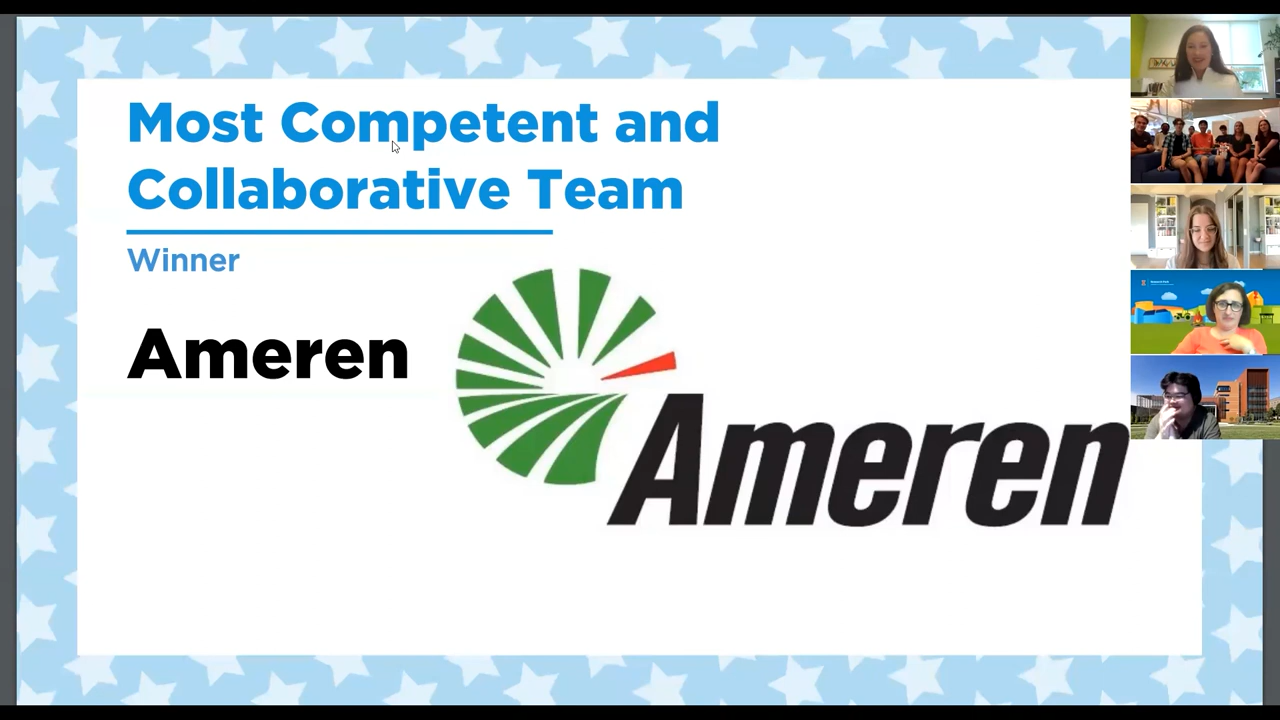 Most Competent and
Collaborative Team
Winner
Ameren
Ameren